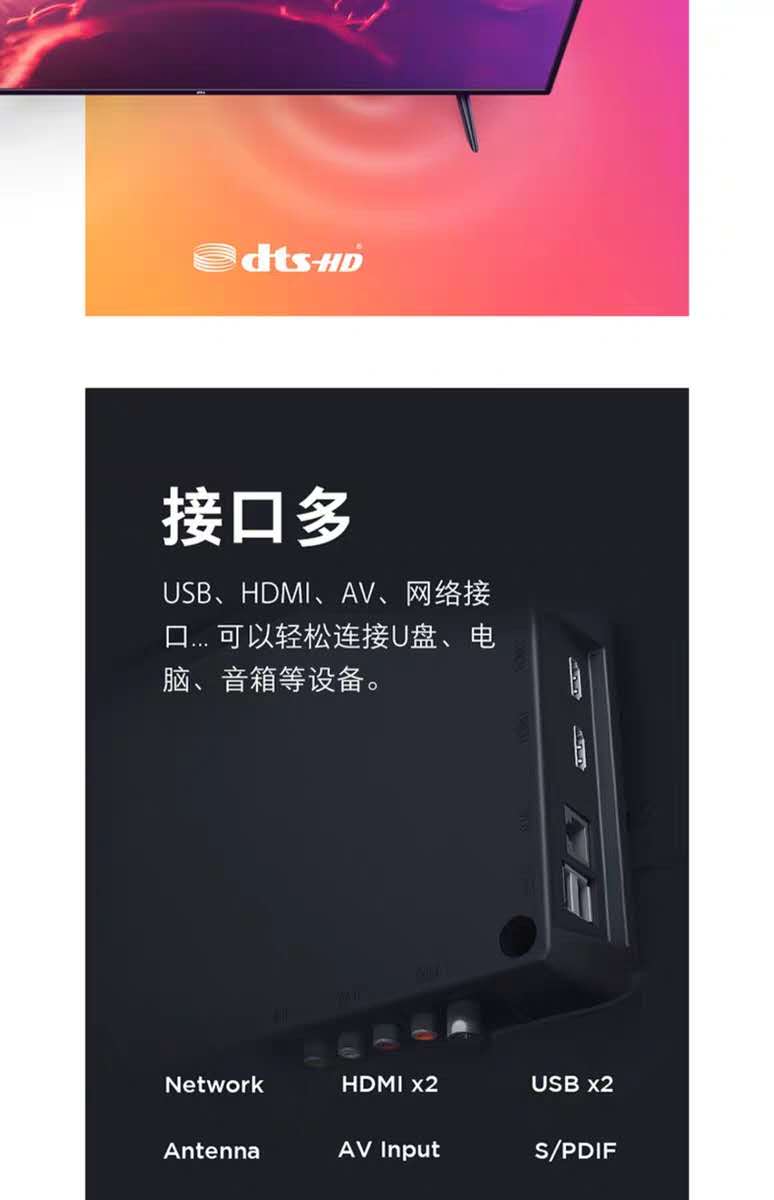 dts-HD
接口多
USB、HDMI、AV、网络接
口... 可以轻松连接U盘、电
脑、音箱等设备。
Network HDMI x2 USB x2
Antenna AV Input S/PDIF